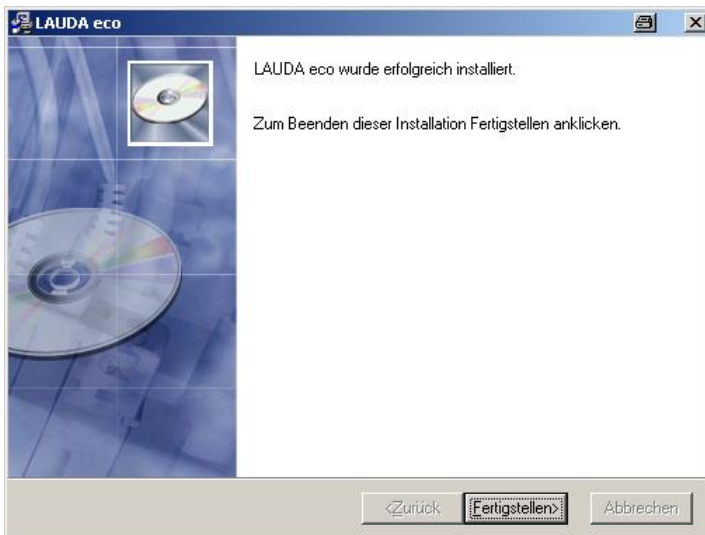 LAUDA eco
LAUDA eco wurde erfolgreich installiert.
Zum Beenden dieser Installation Fertigstellen anklicken.
<Zurück
Fertigstellen>
Abbrechen